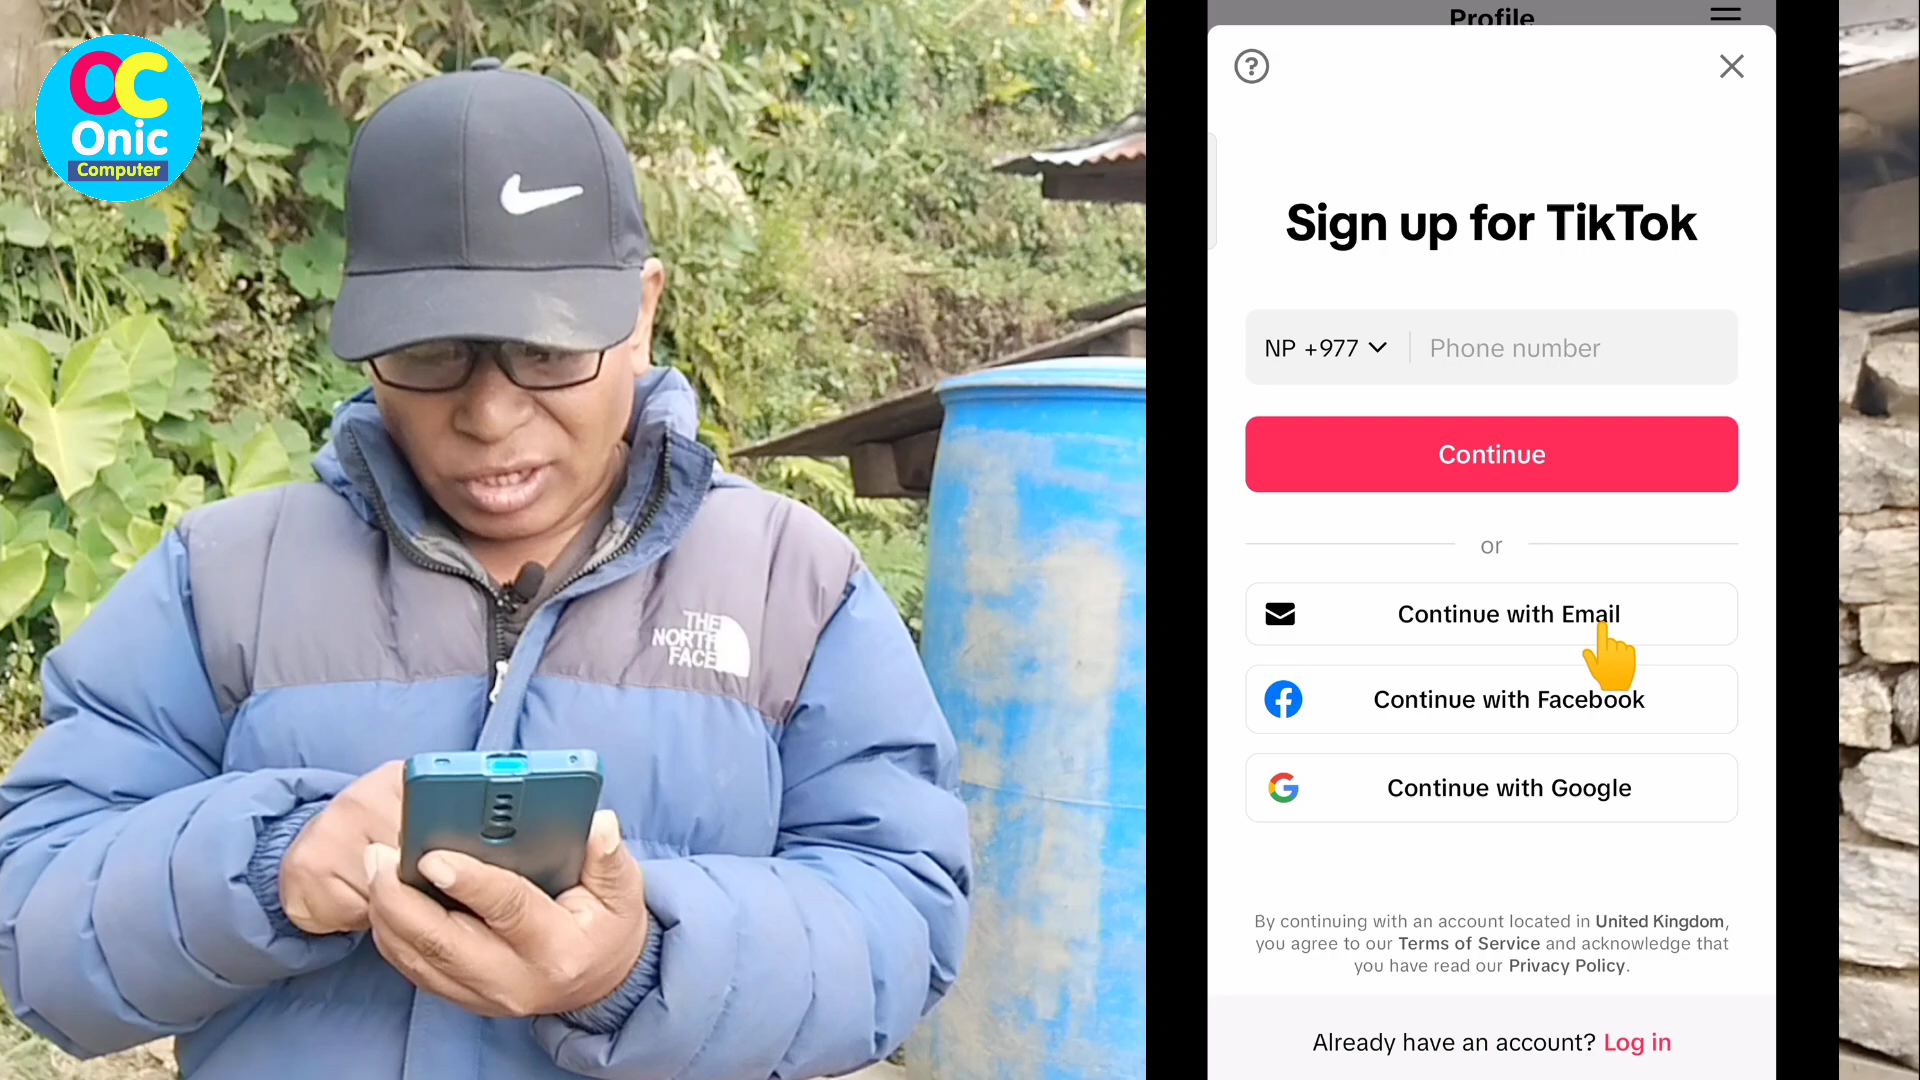 OC
Onic
Computer
THE
NORTH
FACE
Profile
?
Sign up for TikTok
NP +977
Phone number
Continue
or
Continue with Email
Continue with Facebook
Continue with Google
By continuing with an account located in United Kingdom,
you agree to our Terms of Service and acknowledge that
you have read our Privacy Policy.
Already have an account? Log in